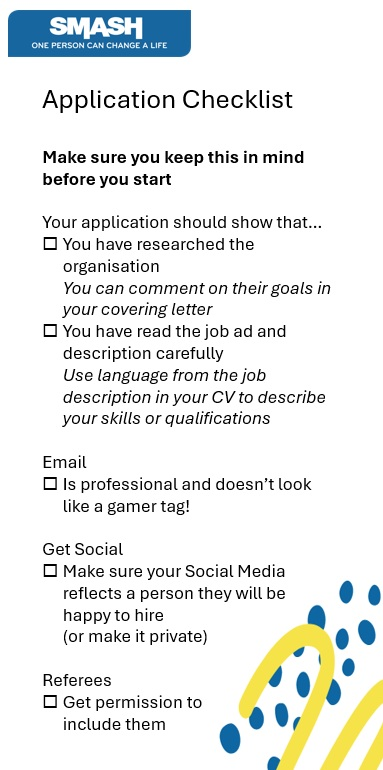 SMASH
ONE PERSON CAN CHANGE A LIFE
Application Checklist
Make sure you keep this in mind
before you start
Your application should show that...
☐ You have researched the
organisation
You can comment on their goals in
your covering letter
☐ You have read the job ad and
description carefully
Use language from the job
description in your CV to describe
your skills or qualifications
Email
☐ Is professional and doesn’t look
like a gamer tag!
Get Social
☐ Make sure your Social Media
reflects a person they will be
happy to hire
(or make it private)
Referees
☐ Get permission to
include them